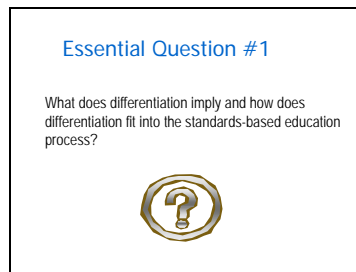 Essential Question #1
What does differentiation imply and how does
differentiation fit into the standards-based education
process?
?